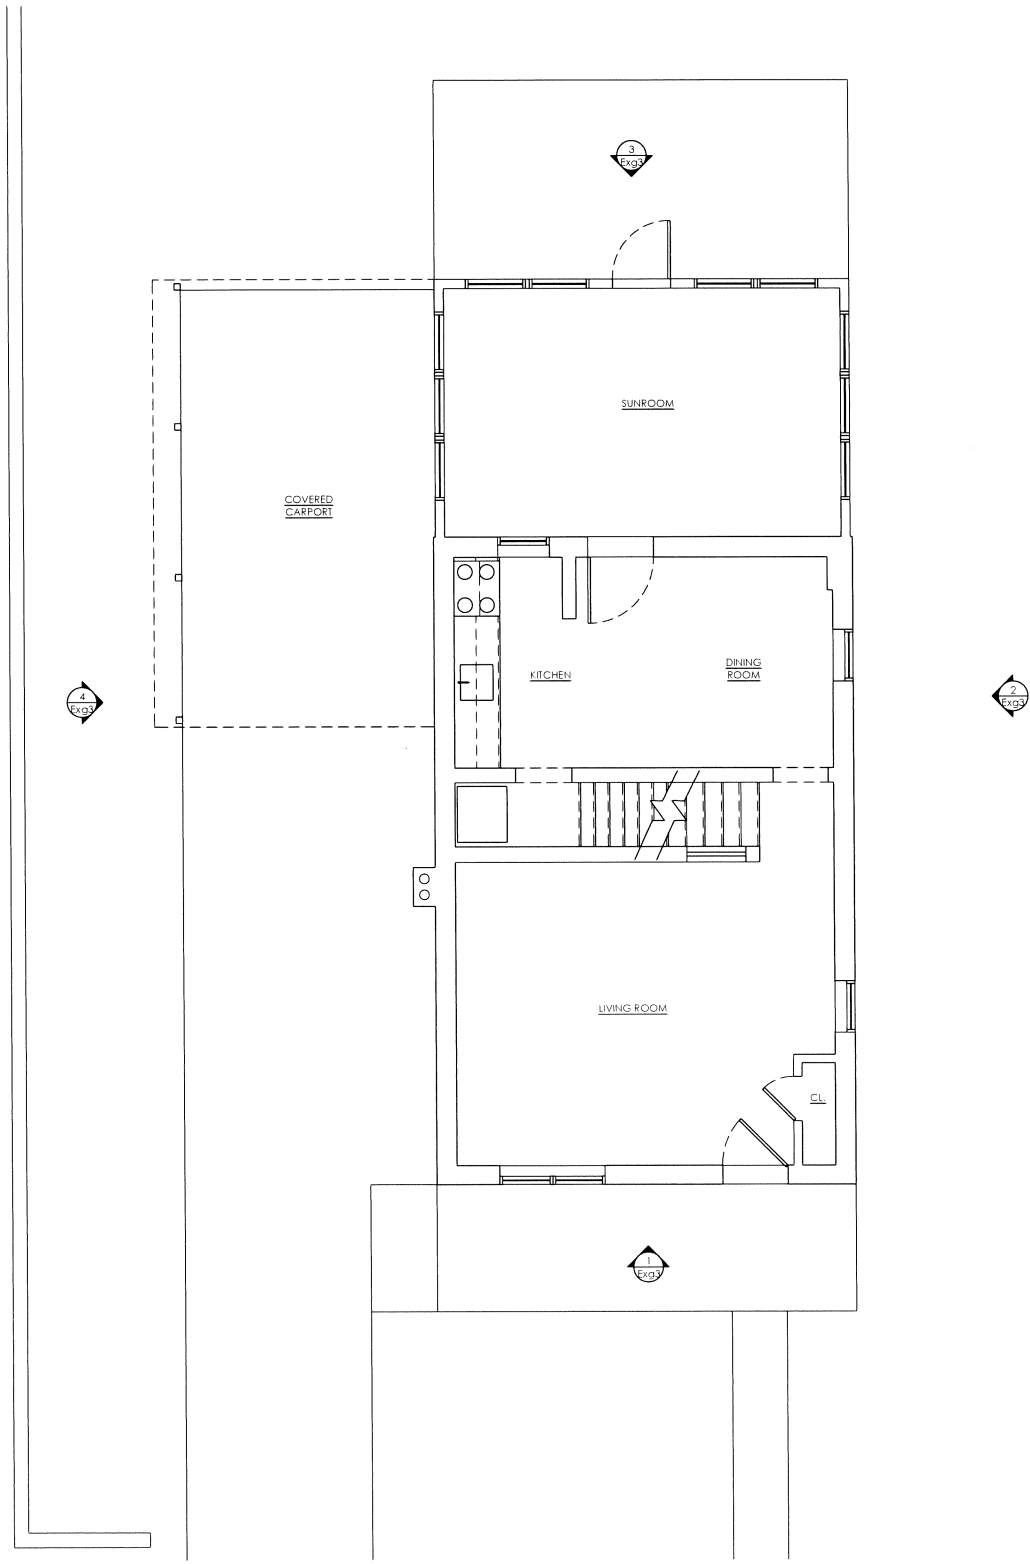 3
Exg3
SUNROOM
COVERED
CARPORT
KITCHEN
DINING
ROOM
4
Exg3
2
Exg3
LIVING ROOM
CL.
1
Exg3